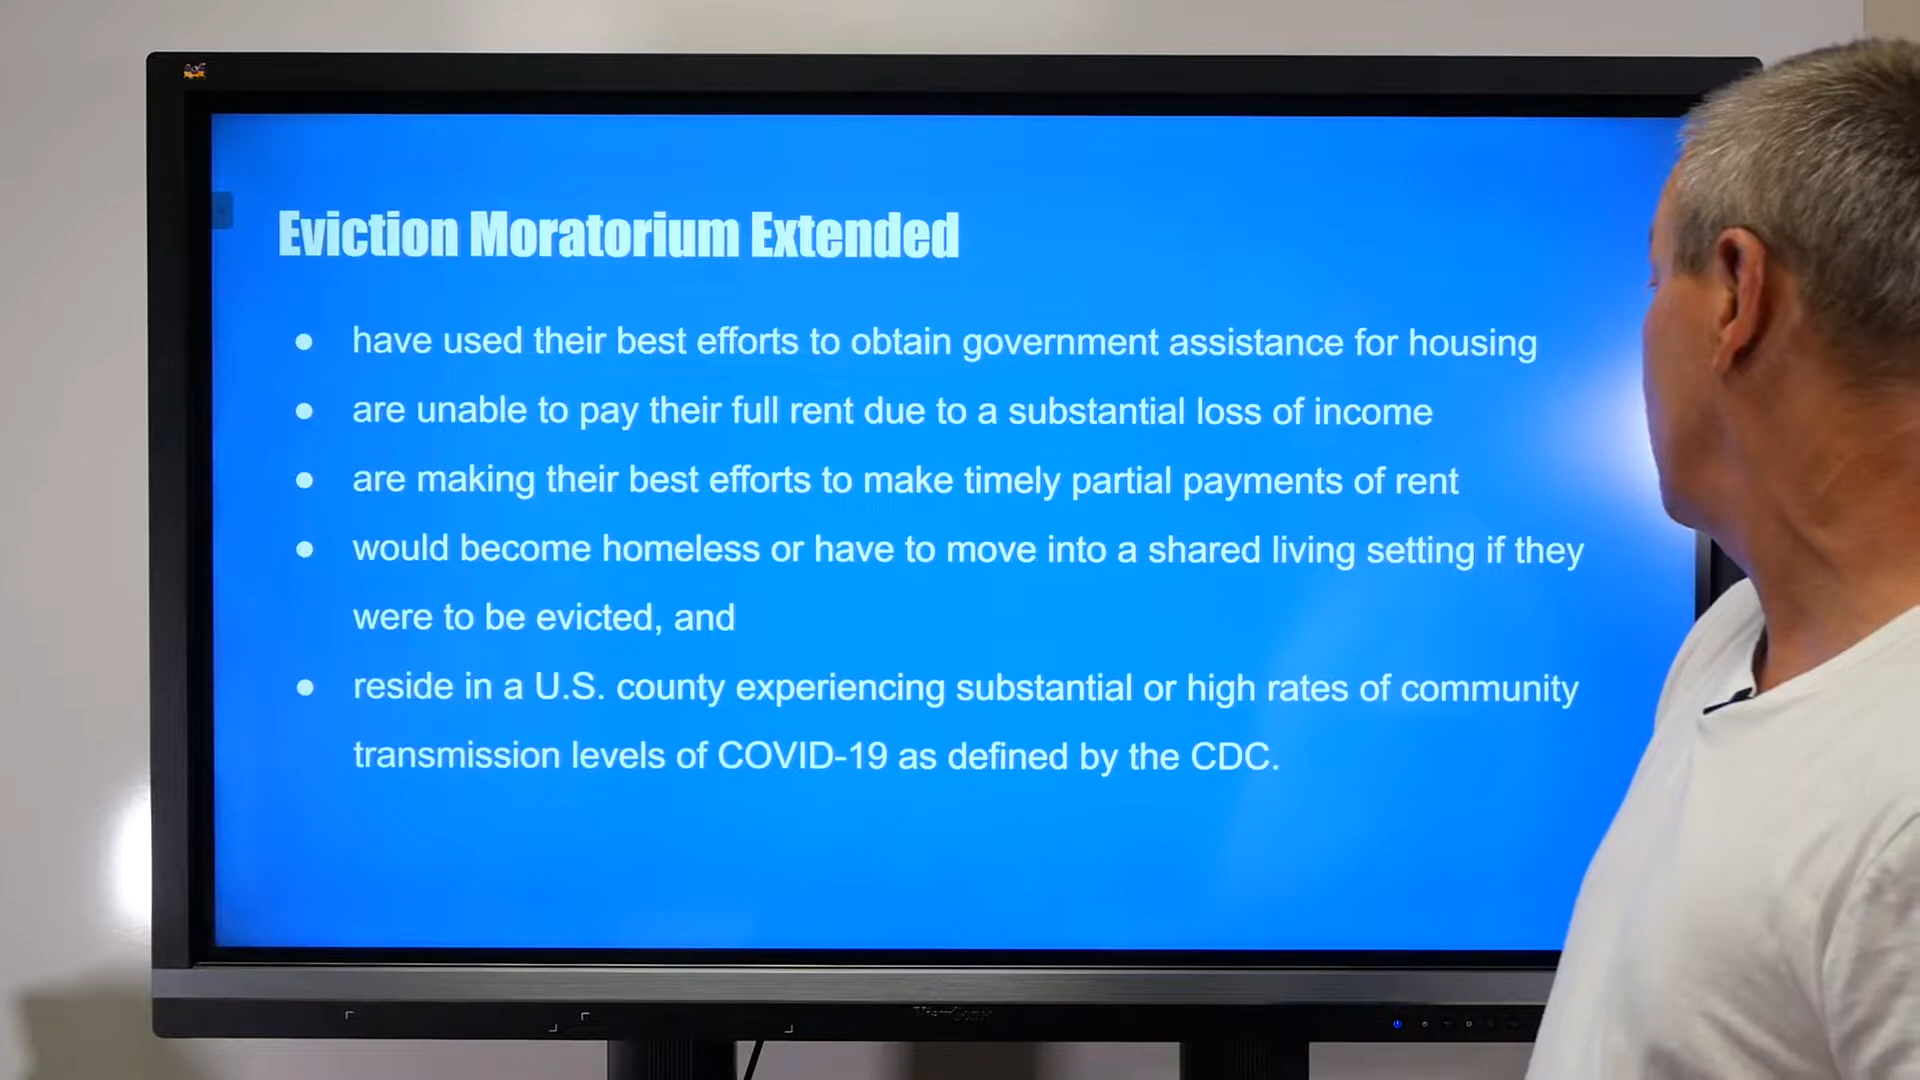 Eviction Moratorium Extended
● have used their best efforts to obtain government assistance for housing
● are unable to pay their full rent due to a substantial loss of income
● are making their best efforts to make timely partial payments of rent
● would become homeless or have to move into a shared living setting if they
were to be evicted, and
● reside in a U.S. county experiencing substantial or high rates of community
transmission levels of COVID-19 as defined by the CDC.
ViewSonic